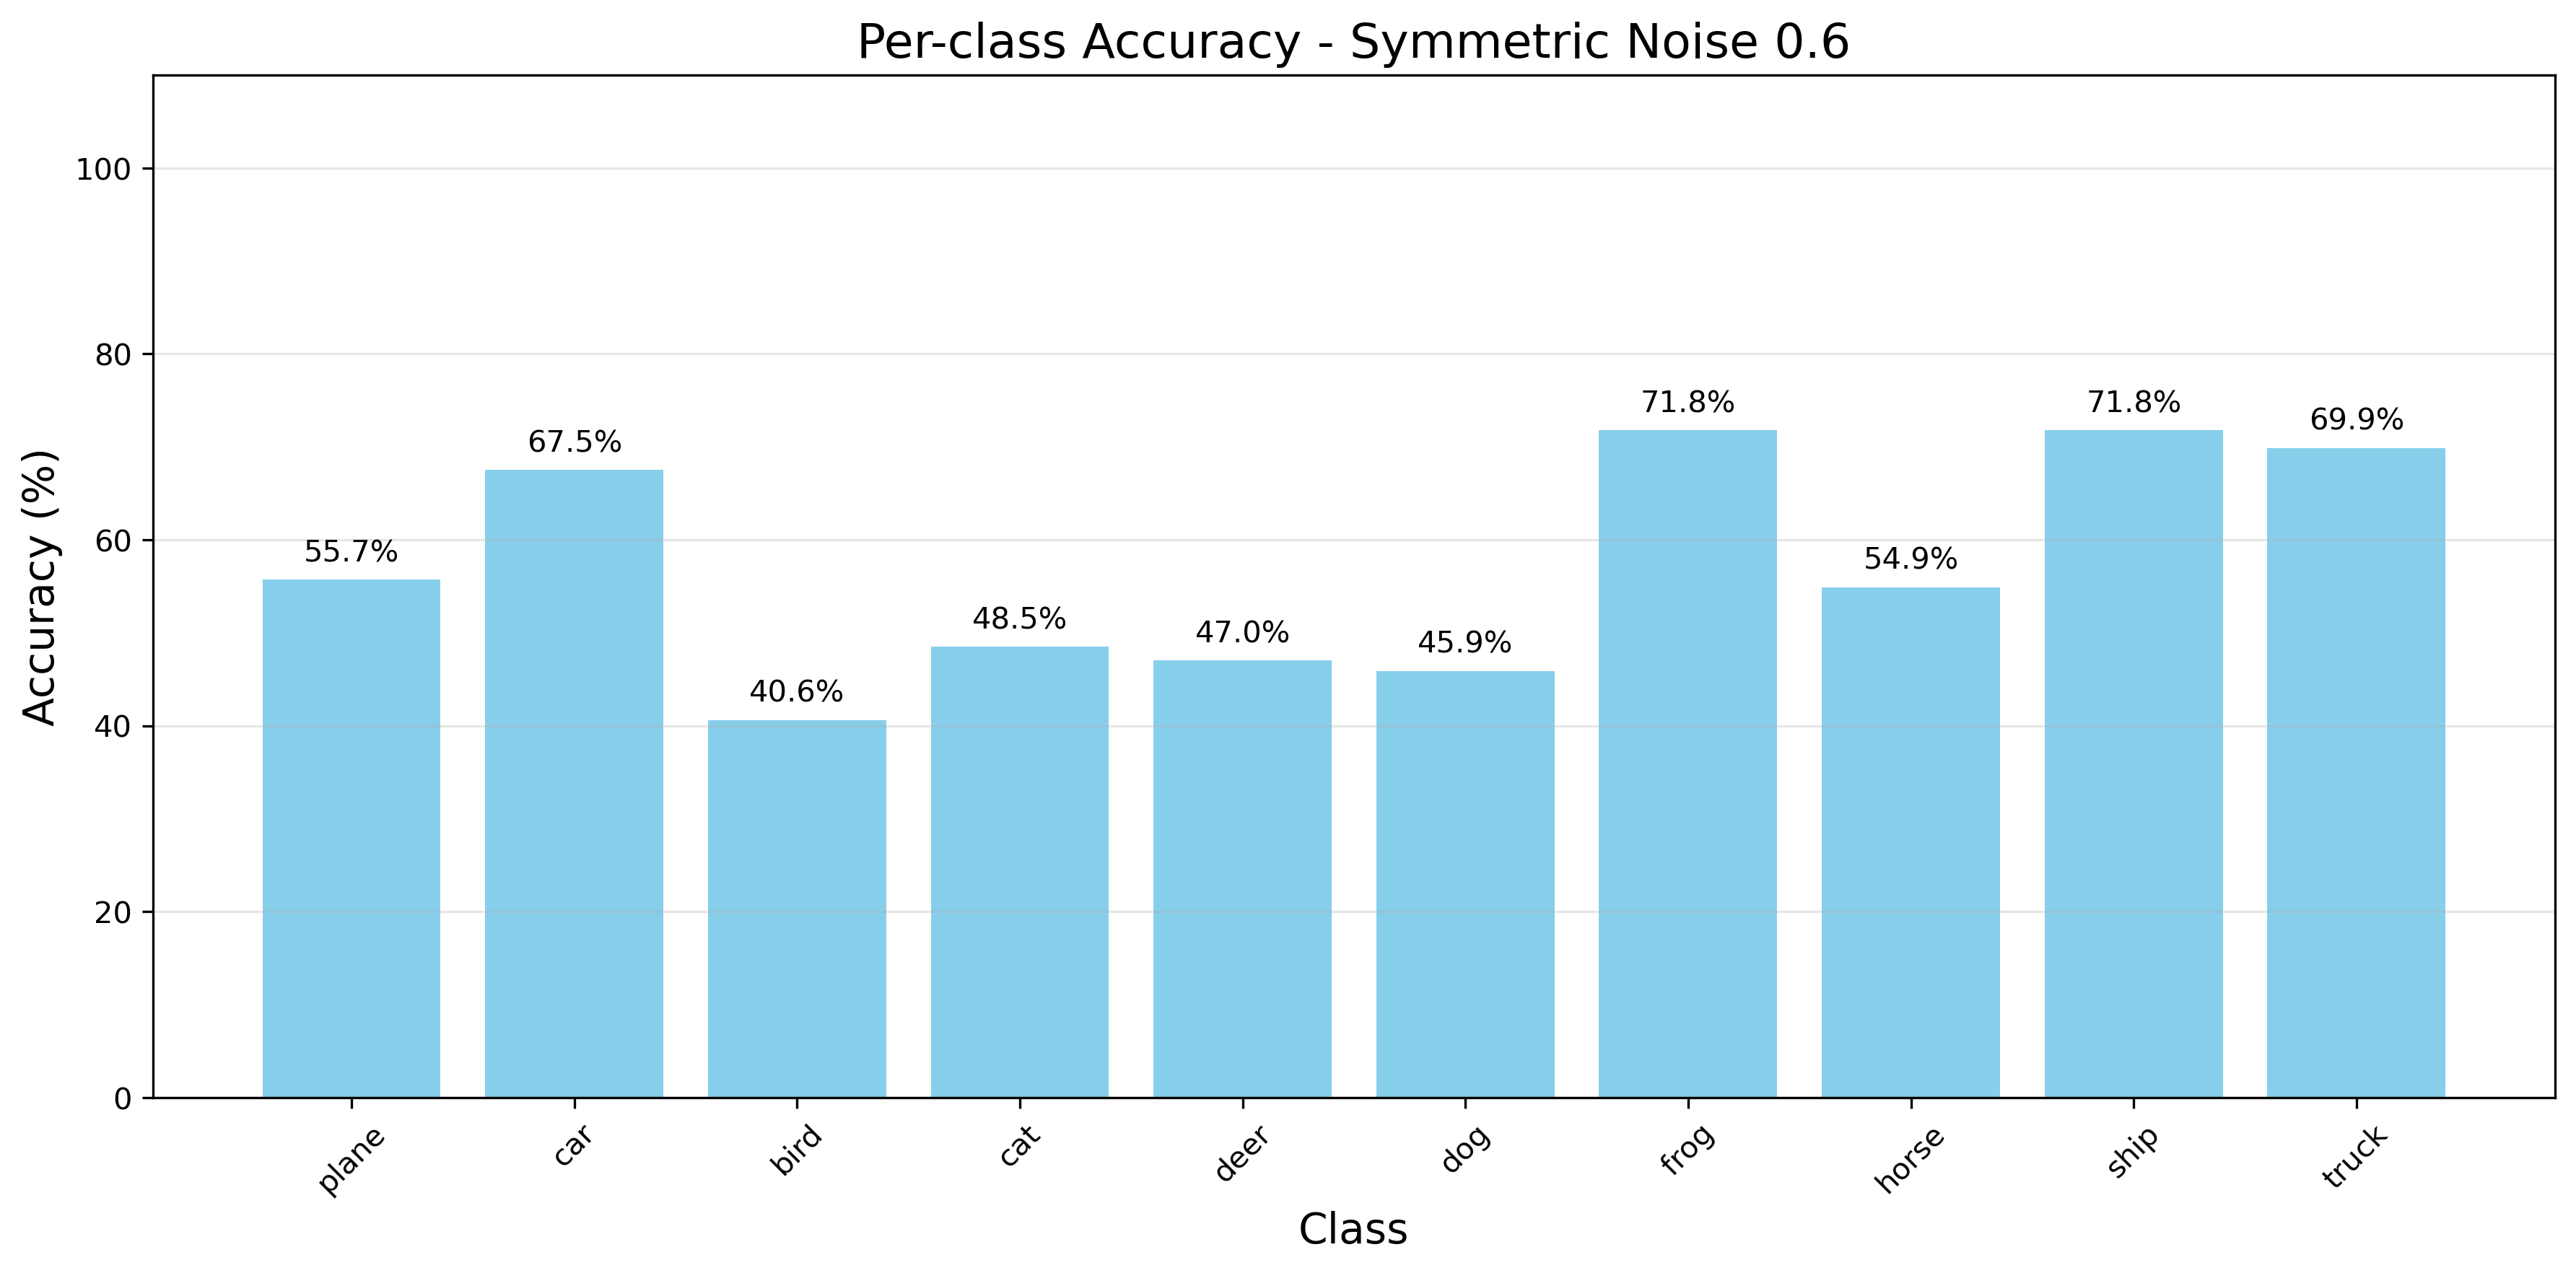 Per-class Accuracy - Symmetric Noise 0.6
Accuracy (%)
100
80
60
40
20
0
55.7%
67.5%
40.6%
48.5%
47.0%
45.9%
71.8%
54.9%
71.8%
69.9%
plane
car
bird
cat
deer
dog
frog
horse
ship
truck
Class